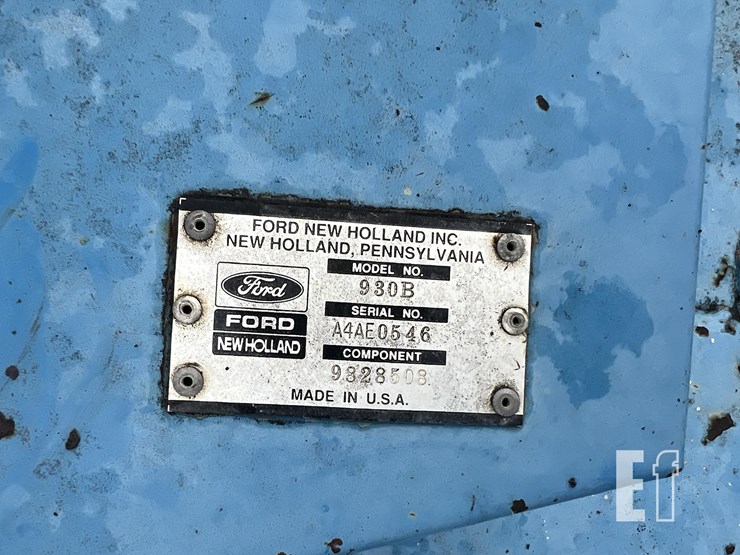 FORD NEW HOLLAND INC.
NEW HOLLAND, PENNSYLVANIA
MODEL NO.
930B
Ford
SERIAL NO.
FORD
A4AE0546
NEW HOLLAND
COMPONENT
9828508
MADE IN U.S.A.
Ef